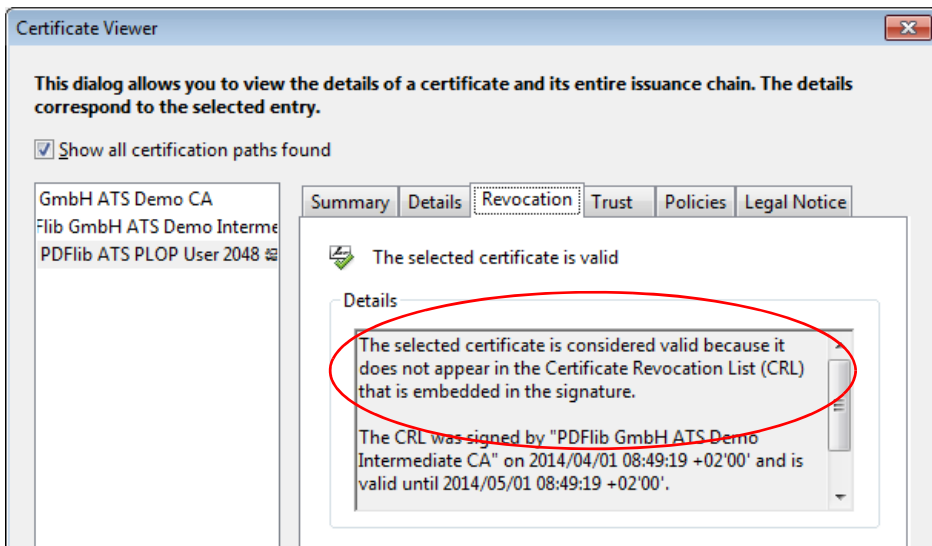 Certificate Viewer
This dialog allows you to view the details of a certificate and its entire issuance chain. The details
correspond to the selected entry.
Show all certification paths found
GmbH ATS Demo CA
Flib GmbH ATS Demo Interme
PDFlib ATS PLOP User 2048
Summary Details Revocation Trust Policies Legal Notice
The selected certificate is valid
Details
The selected certificate is considered valid because it
does not appear in the Certificate Revocation List (CRL)
that is embedded in the signature.
The CRL was signed by "PDFlib GmbH ATS Demo
Intermediate CA" on 2014/04/01 08:49:19 +02'00' and is
valid until 2014/05/01 08:49:19 +02'00'.